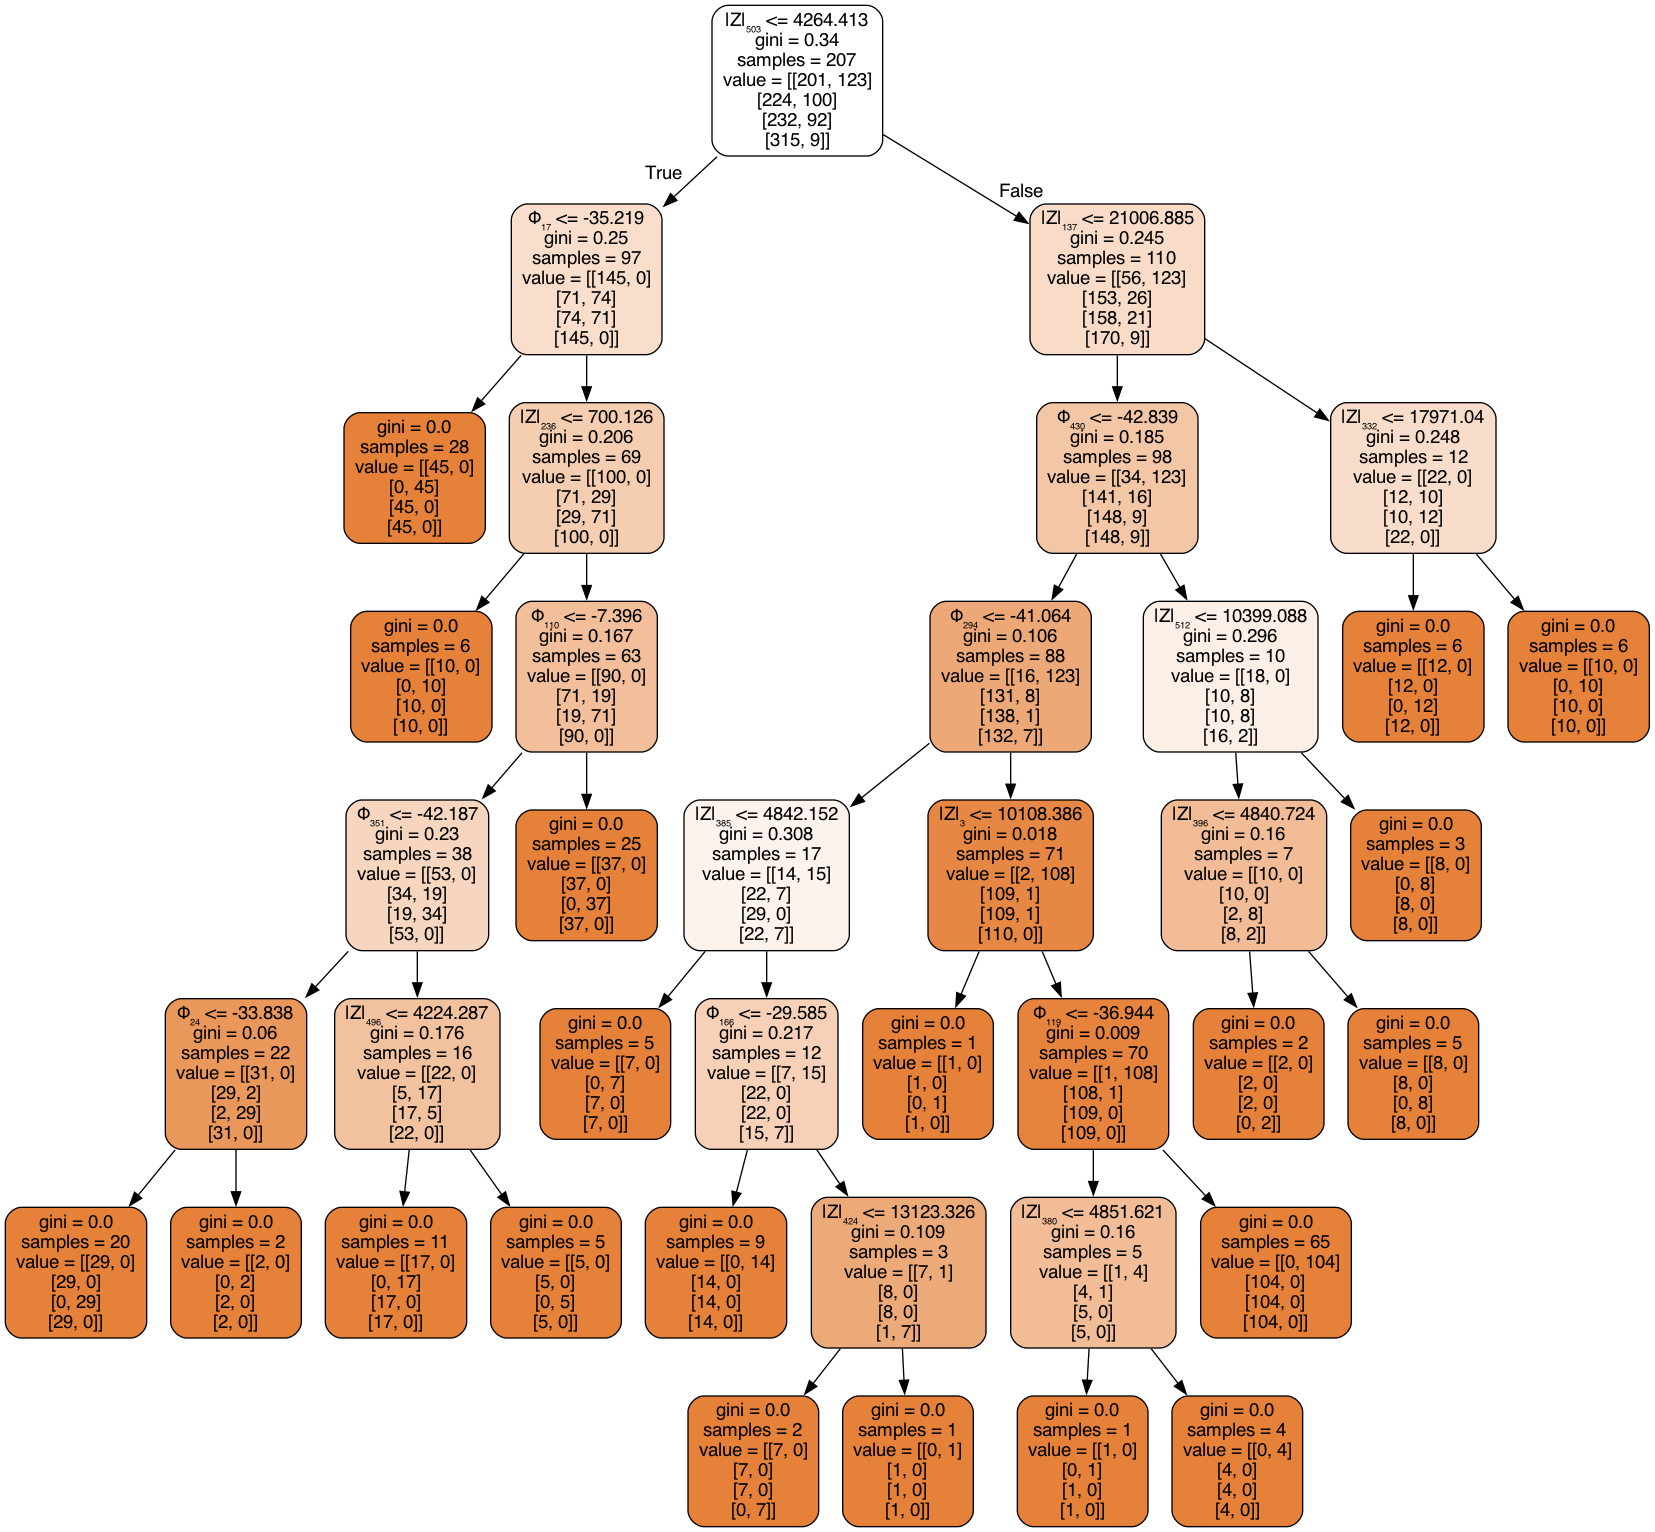 |Z|₅₀₃ <= 4264.413
gini = 0.34
samples = 207
value = [[201, 123]
[224, 100]
[232, 92]
[315, 9]]
True
False
Φ₁₇ <= -35.219
gini = 0.25
samples = 97
value = [[145, 0]
[71, 74]
[74, 71]
[145, 0]]
|Z|₁₃₇ <= 21006.885
gini = 0.245
samples = 110
value = [[56, 123]
[153, 26]
[158, 21]
[170, 9]]
gini = 0.0
samples = 28
value = [[45, 0]
[0, 45]
[45, 0]
[45, 0]]
|Z|₂₃₆ <= 700.126
gini = 0.206
samples = 69
value = [[100, 0]
[71, 29]
[29, 71]
[100, 0]]
Φ₄₃₀ <= -42.839
gini = 0.185
samples = 98
value = [[34, 123]
[141, 16]
[148, 9]
[148, 9]]
|Z|₃₃₂ <= 17971.04
gini = 0.248
samples = 12
value = [[22, 0]
[12, 10]
[10, 12]
[22, 0]]
gini = 0.0
samples = 6
value = [[10, 0]
[0, 10]
[10, 0]
[10, 0]]
Φ₁₁₀ <= -7.396
gini = 0.167
samples = 63
value = [[90, 0]
[71, 19]
[19, 71]
[90, 0]]
Φ₂₉₄ <= -41.064
gini = 0.106
samples = 88
value = [[16, 123]
[131, 8]
[138, 1]
[132, 7]]
|Z|₅₁₂ <= 10399.088
gini = 0.296
samples = 10
value = [[18, 0]
[10, 8]
[10, 8]
[16, 2]]
gini = 0.0
samples = 6
value = [[12, 0]
[12, 0]
[0, 12]
[12, 0]]
gini = 0.0
samples = 6
value = [[10, 0]
[0, 10]
[10, 0]
[10, 0]]
Φ₃₅₁ <= -42.187
gini = 0.23
samples = 38
value = [[53, 0]
[34, 19]
[19, 34]
[53, 0]]
gini = 0.0
samples = 25
value = [[37, 0]
[37, 0]
[0, 37]
[37, 0]]
|Z|₃₈₅ <= 4842.152
gini = 0.308
samples = 17
value = [[14, 15]
[22, 7]
[29, 0]
[22, 7]]
|Z|₃ <= 10108.386
gini = 0.018
samples = 71
value = [[2, 108]
[109, 1]
[109, 1]
[110, 0]]
|Z|₃₉₆ <= 4840.724
gini = 0.16
samples = 7
value = [[10, 0]
[10, 0]
[2, 8]
[8, 2]]
gini = 0.0
samples = 3
value = [[8, 0]
[0, 8]
[8, 0]
[8, 0]]
Φ₂₄ <= -33.838
gini = 0.06
samples = 22
value = [[31, 0]
[29, 2]
[2, 29]
[31, 0]]
|Z|₄₉₆ <= 4224.287
gini = 0.176
samples = 16
value = [[22, 0]
[5, 17]
[17, 5]
[22, 0]]
gini = 0.0
samples = 5
value = [[7, 0]
[0, 7]
[7, 0]
[7, 0]]
Φ₁₆₆ <= -29.585
gini = 0.217
samples = 12
value = [[7, 15]
[22, 0]
[22, 0]
[15, 7]]
gini = 0.0
samples = 1
value = [[1, 0]
[1, 0]
[0, 1]
[1, 0]]
Φ₁₁₉ <= -36.944
gini = 0.009
samples = 70
value = [[1, 108]
[108, 1]
[109, 0]
[109, 0]]
gini = 0.0
samples = 2
value = [[2, 0]
[2, 0]
[2, 0]
[0, 2]]
gini = 0.0
samples = 5
value = [[8, 0]
[8, 0]
[0, 8]
[8, 0]]
gini = 0.0
samples = 20
value = [[29, 0]
[29, 0]
[0, 29]
[29, 0]]
gini = 0.0
samples = 2
value = [[2, 0]
[0, 2]
[2, 0]
[2, 0]]
gini = 0.0
samples = 11
value = [[17, 0]
[0, 17]
[17, 0]
[17, 0]]
gini = 0.0
samples = 5
value = [[5, 0]
[5, 0]
[0, 5]
[5, 0]]
gini = 0.0
samples = 9
value = [[0, 14]
[14, 0]
[14, 0]
[14, 0]]
|Z|₄₂₄ <= 13123.326
gini = 0.109
samples = 3
value = [[7, 1]
[8, 0]
[8, 0]
[1, 7]]
|Z|₃₈₀ <= 4851.621
gini = 0.16
samples = 5
value = [[1, 4]
[4, 1]
[5, 0]
[5, 0]]
gini = 0.0
samples = 65
value = [[0, 104]
[104, 0]
[104, 0]
[104, 0]]
gini = 0.0
samples = 2
value = [[7, 0]
[7, 0]
[7, 0]
[0, 7]]
gini = 0.0
samples = 1
value = [[0, 1]
[1, 0]
[1, 0]
[1, 0]]
gini = 0.0
samples = 1
value = [[1, 0]
[0, 1]
[1, 0]
[1, 0]]
gini = 0.0
samples = 4
value = [[0, 4]
[4, 0]
[4, 0]
[4, 0]]